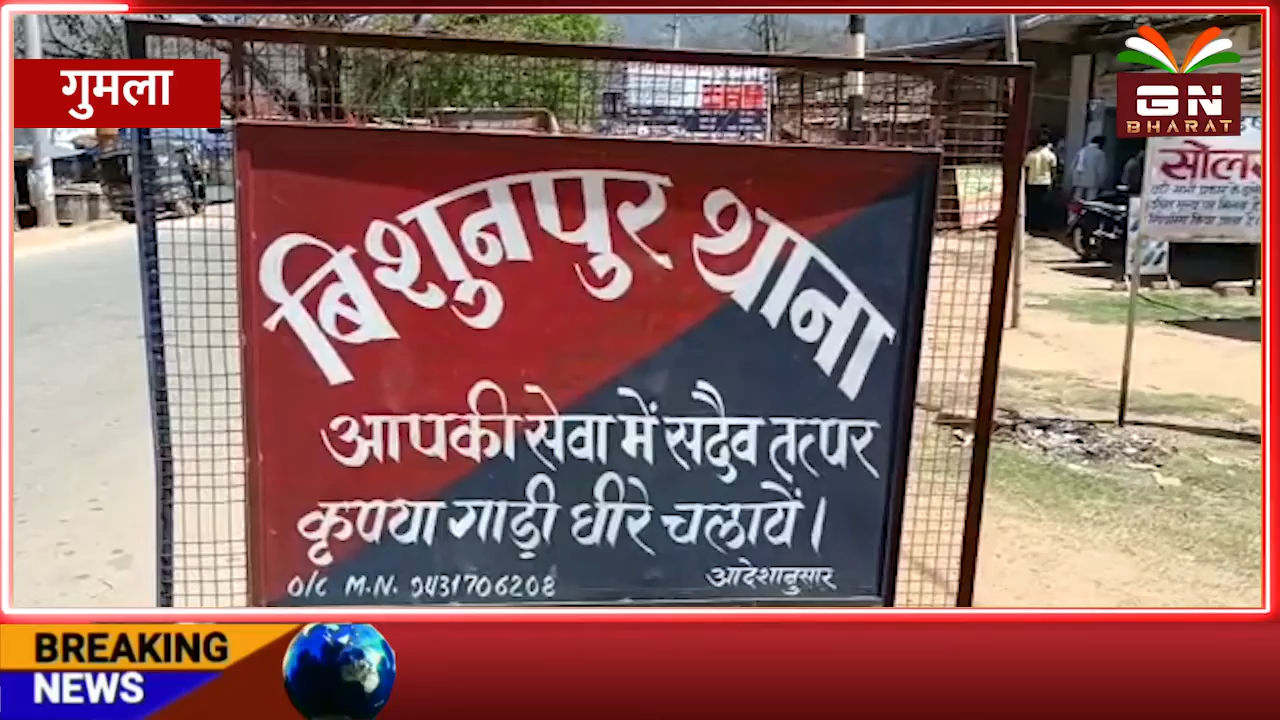 गुमला
GN
BHARAT
बिशुनपुर थाना
आपकी सेवा में सदैव तत्पर
कृपया गाड़ी धीरे चलायें।
O/C M.N. 9431706208
आदेशानुसार
सोलर
BREAKING
NEWS